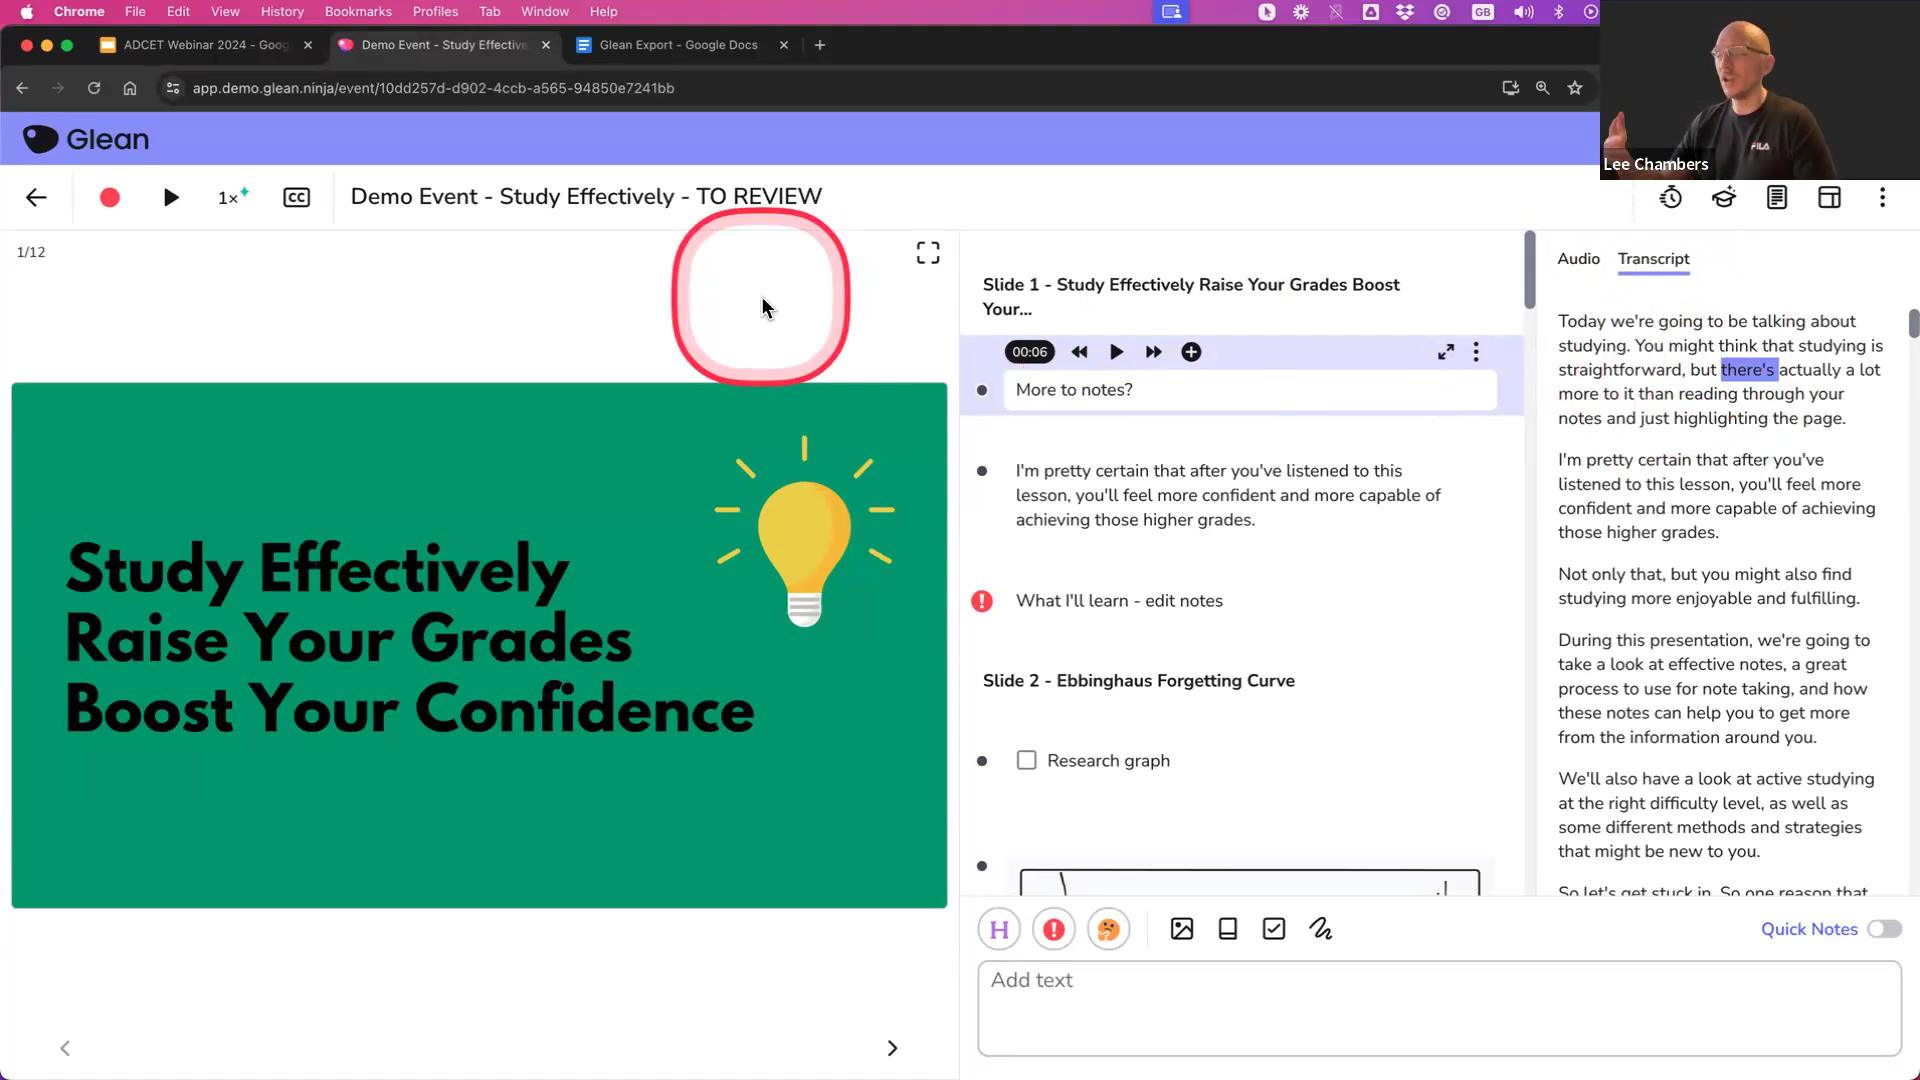 Chrome File Edit View History Bookmarks Profiles Tab Window Help GB
ADCET Webinar 2024 - Goog
Demo Event - Study Effective
Glean Export - Google Docs
app.demo.glean.ninja/event/10dd257d-d902-4ccb-a565-94850e7241bb
FILA
Lee Chambers
Glean
1×
CC
Demo Event - Study Effectively - TO REVIEW
1/12
Study Effectively
Raise Your Grades
Boost Your Confidence
Slide 1 - Study Effectively Raise Your Grades Boost
Your...
00:06
More to notes?
I'm pretty certain that after you've listened to this
lesson, you'll feel more confident and more capable of
achieving those higher grades.
What I'll learn - edit notes
Slide 2 - Ebbinghaus Forgetting Curve
Research graph
H
Quick Notes
Add text
Audio Transcript
Today we're going to be talking about
studying. You might think that studying is
straightforward, but there's actually a lot
more to it than reading through your
notes and just highlighting the page.
I'm pretty certain that after you've
listened to this lesson, you'll feel more
confident and more capable of achieving
those higher grades.
Not only that, but you might also find
studying more enjoyable and fulfilling.
During this presentation, we're going to
take a look at effective notes, a great
process to use for note taking, and how
these notes can help you to get more
from the information around you.
We'll also have a look at active studying
at the right difficulty level, as well as
some different methods and strategies
that might be new to you.
So let's get stuck in. So one reason that